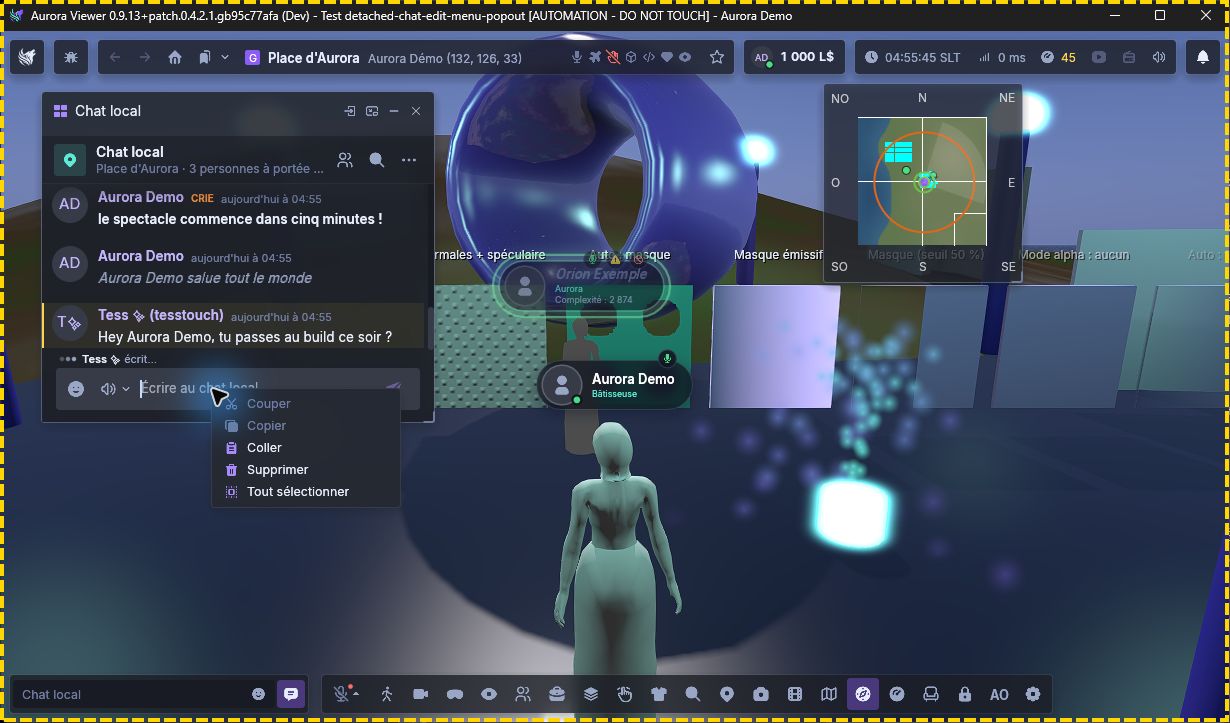 Aurora Viewer 0.9.13+patch.0.4.2.1.gb95c77afa (Dev) - Test detached-chat-edit-menu-popout [AUTOMATION - DO NOT TOUCH] - Aurora Demo
G Place d'Aurora Aurora Démo (132, 126, 33)
AD 1 000 L$
04:55:45 SLT 0 ms 45
Chat local
Chat local
Place d'Aurora · 3 personnes à portée ...
AD Aurora Demo CRIE aujourd'hui à 04:55
le spectacle commence dans cinq minutes !
AD Aurora Demo aujourd'hui à 04:55
Aurora Demo salue tout le monde
T Tess (tesstouch) aujourd'hui à 04:55
Hey Aurora Demo, tu passes au build ce soir ?
Tess écrit...
Écrire au chat local
Couper
Copier
Coller
Supprimer
Tout sélectionner
NO N NE
O E
SO S SE
rmales + spéculaire
Masque émissif
Masque (seuil 50 %)
Mode alpha : aucun
Auto :
Orion Exemple
Aurora
Complexité : 2 874
Aurora Demo
Bâtisseuse
Chat local
AO